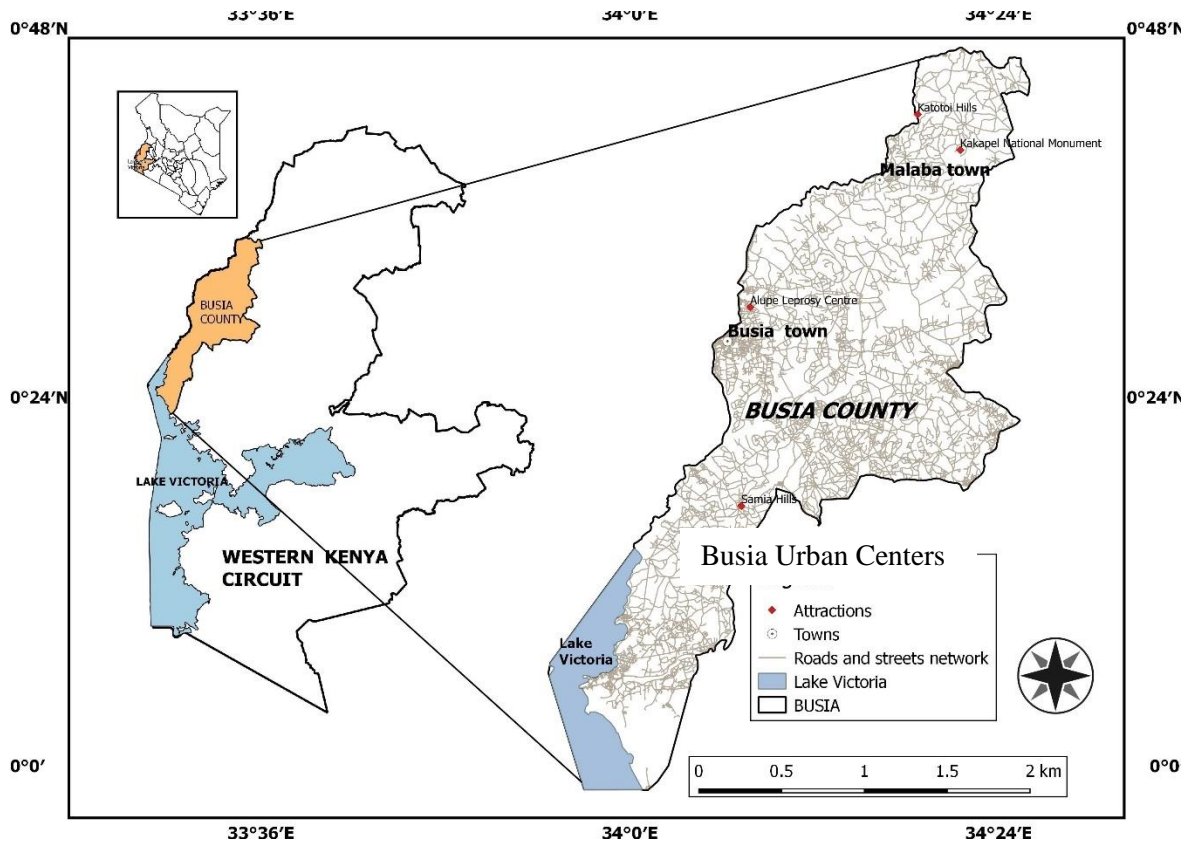 33°36'E 34°0'E 34°24'E
0°48'N 0°48'N
Katotoi Hills
Kakapel National Monument
Malaba town
BUSIA
COUNTY
Alupe Leprosy Centre
Busia town
0°24'N 0°24'N
BUSIA COUNTY
LAKE VICTORIA
Samia Hills
WESTERN KENYA
CIRCUIT
Busia Urban Centers
Attractions
Towns
Roads and streets network
Lake Victoria
BUSIA
Lake
Victoria
0°0' 0°0
0 0.5 1 1.5 2 km
33°36'E 34°0'E 34°24'E